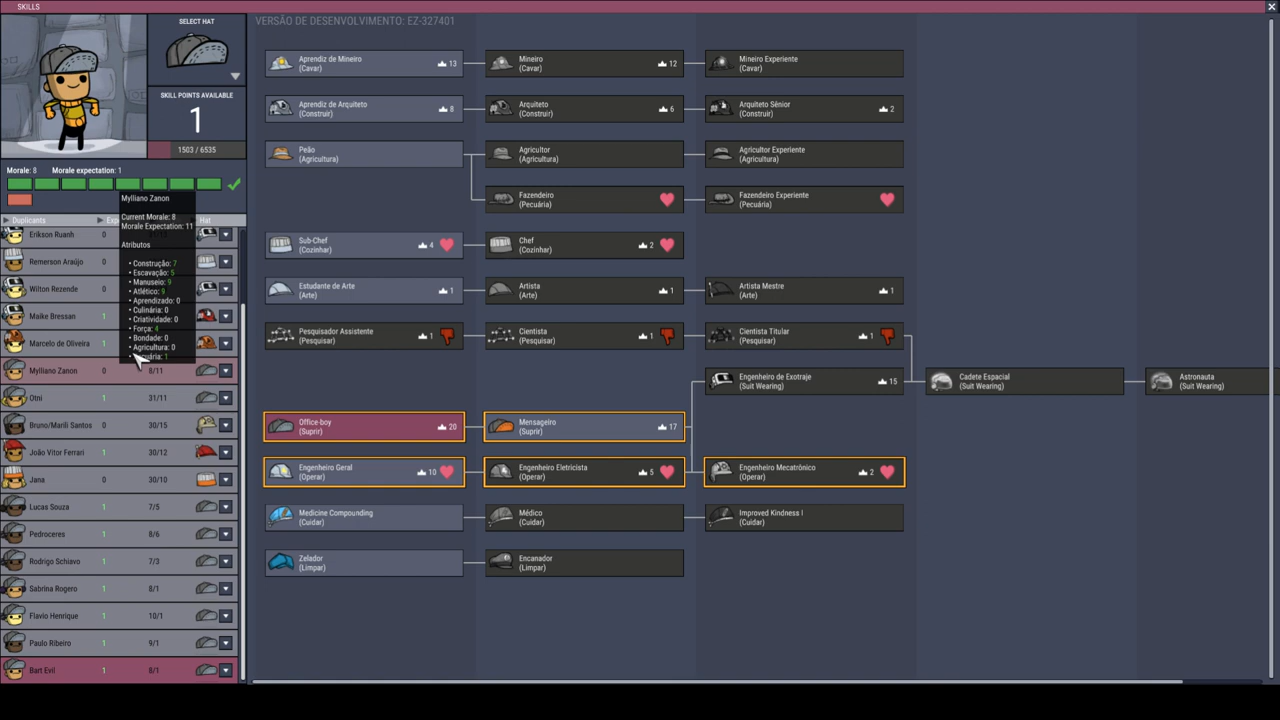 SKILLS
VERSÃO DE DESENVOLVIMENTO: EZ-327401
SELECT HAT
SKILL POINTS AVAILABLE
1
1503 / 6535
Morale: 8 Morale expectation: 1
Duplicants
Hat
Mylliano Zanon
Current Morale: 8
Morale Expectation: 11
Atributos
• Construção: 7
• Escavação: 5
• Manuseio: 9
• Atlético: 9
• Aprendizado: 0
• Culinária: 0
• Criatividade: 0
• Força: 4
• Bondade: 0
• Agricultura: 0
Erikson Ruanh 0
Remerson Araújo 0
Wilton Rezende 0
Maike Bressan 1
Marcelo de Oliveira 1
Mylliano Zanon 0 8/11
Otni 1 31/11
Bruno/Marili Santos 0 30/15
João Vitor Ferrari 1 30/12
Jana 0 30/10
Lucas Souza 1 7/5
Pedroceres 1 8/6
Rodrigo Schiavo 1 7/3
Sabrina Rogero 1 8/1
Flavio Henrique 1 10/1
Paulo Ribeiro 1 9/1
Bart Evil 1 8/1
Aprendiz de Mineiro
(Cavar)
13
Mineiro
(Cavar)
12
Mineiro Experiente
(Cavar)
Aprendiz de Arquiteto
(Construir)
8
Arquiteto
(Construir)
6
Arquiteto Sênior
(Construir)
2
Peão
(Agricultura)
Agricultor
(Agricultura)
Agricultor Experiente
(Agricultura)
Fazendeiro
(Pecuária)
Fazendeiro Experiente
(Pecuária)
Sub-Chef
(Cozinhar)
4
Chef
(Cozinhar)
2
Estudante de Arte
(Arte)
1
Artista
(Arte)
1
Artista Mestre
(Arte)
1
Pesquisador Assistente
(Pesquisar)
1
Cientista
(Pesquisar)
1
Cientista Titular
(Pesquisar)
1
Engenheiro de Exotraje
(Suit Wearing)
15
Cadete Espacial
(Suit Wearing)
Astronauta
(Suit Wearing)
Office-boy
(Suprir)
20
Mensageiro
(Suprir)
17
Engenheiro Geral
(Operar)
10
Engenheiro Eletricista
(Operar)
5
Engenheiro Mecatrônico
(Operar)
2
Medicine Compounding
(Cuidar)
Médico
(Cuidar)
Improved Kindness I
(Cuidar)
Zelador
(Limpar)
Encanador
(Limpar)